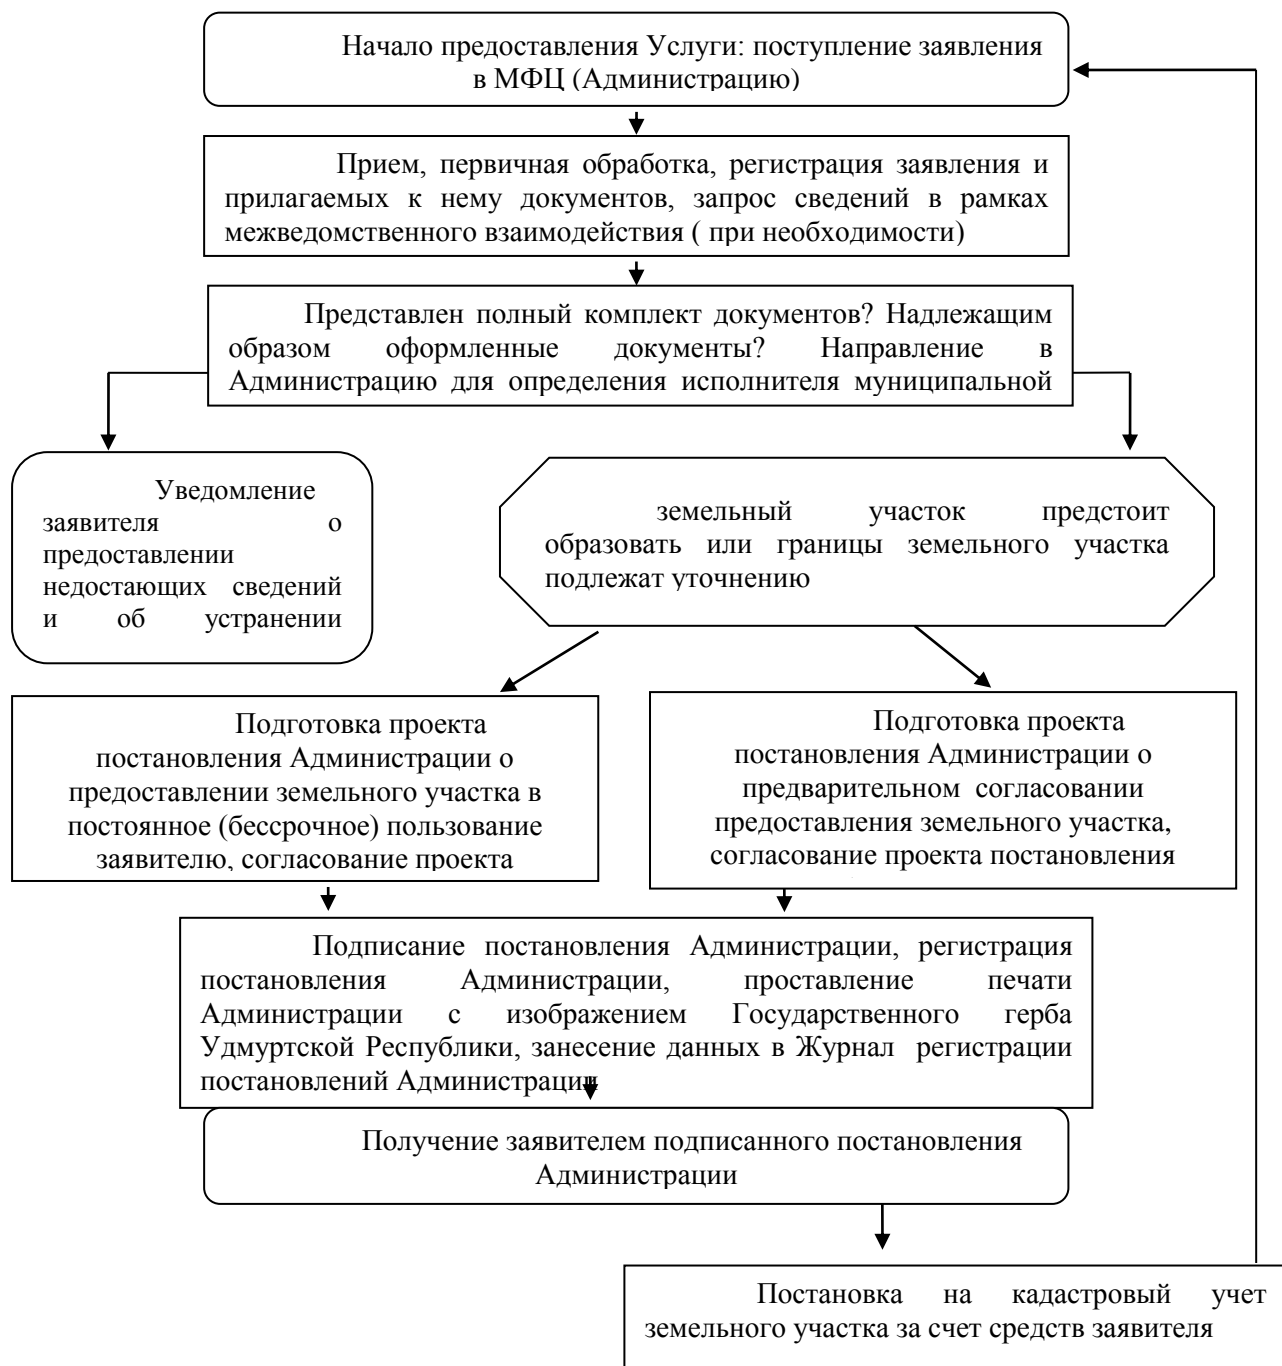 Начало предоставления Услуги: поступление заявления
в МФЦ (Администрацию)
Прием, первичная обработка, регистрация заявления и
прилагаемых к нему документов, запрос сведений в рамках
межведомственного взаимодействия ( при необходимости)
Представлен полный комплект документов? Надлежащим
образом оформленные документы? Направление в
Администрацию для определения исполнителя муниципальной
Уведомление
заявителя о
предоставлении
недостающих сведений
и об устранении
земельный участок предстоит
образовать или границы земельного участка
подлежат уточнению
Подготовка проекта
постановления Администрации о
предоставлении земельного участка в
постоянное (бессрочное) пользование
заявителю, согласование проекта
Подготовка проекта
постановления Администрации о
предварительном согласовании
предоставления земельного участка,
согласование проекта постановления
Подписание постановления Администрации, регистрация
постановления Администрации, проставление печати
Администрации с изображением Государственного герба
Удмуртской Республики, занесение данных в Журнал регистрации
постановлений Администрации
Получение заявителем подписанного постановления
Администрации
Постановка на кадастровый учет
земельного участка за счет средств заявителя